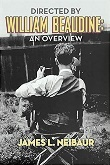 DIRECTED BY
WILLIAM BEAUDINE:
AN OVERVIEW
JAMES L. NEIBAUR